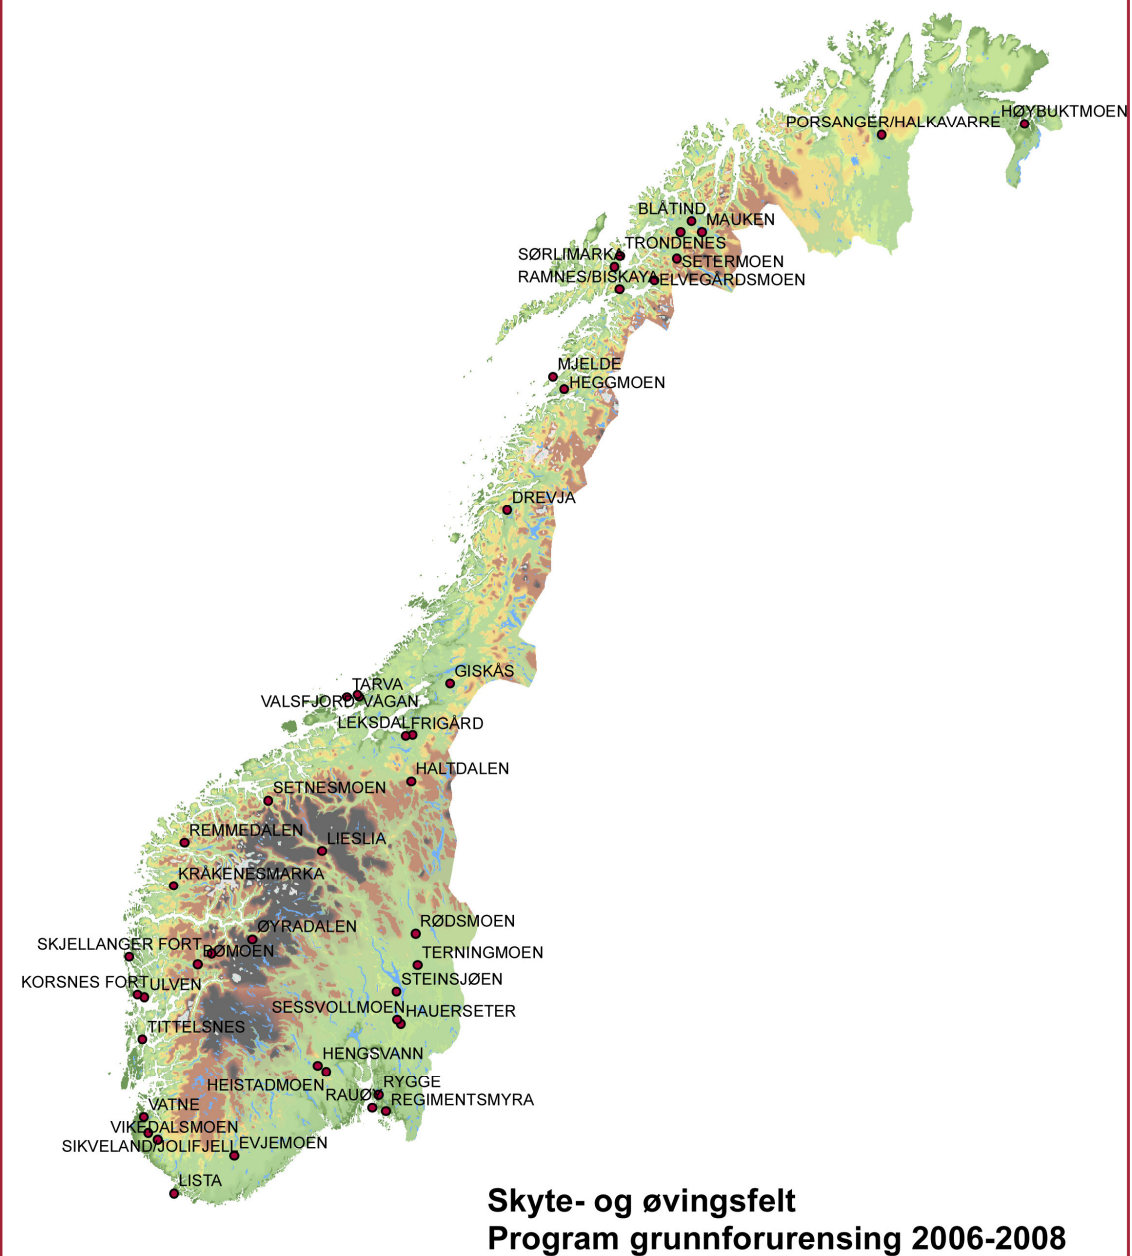 HØYBUKTMOEN
PORSANGER/HALKAVARRE
BLÅTIND
MAUKEN
TRONDENES
SØRLIMARKA
SETERMOEN
RAMNES/BISKAYA
ELVEGÅRDSMOEN
MJELDE
HEGGMOEN
DREVJA
GISKÅS
TARVA
VALSFJORD
VÅGAN
LEKSDAL
FRIGÅRD
HALTDALEN
SETNESMOEN
REMMEDALEN
LIESLIA
KRÅKENESMARKA
RØDSMOEN
ØYRADALEN
SKJELLANGER FORT
BØMOEN
TERNINGMOEN
STEINSJØEN
KORSNES FORT
ULVEN
SESSVOLLMOEN
HAUERSETER
TITTELSNES
HENGSVANN
HEISTADMOEN
RYGGE
RAUØY
REGIMENTSMYRA
VATNE
VIKEDALSMOEN
SIKVELAND/JOLIFJELL
EVJEMOEN
LISTA
Skyte- og øvingsfelt
Program grunnforurensing 2006-2008